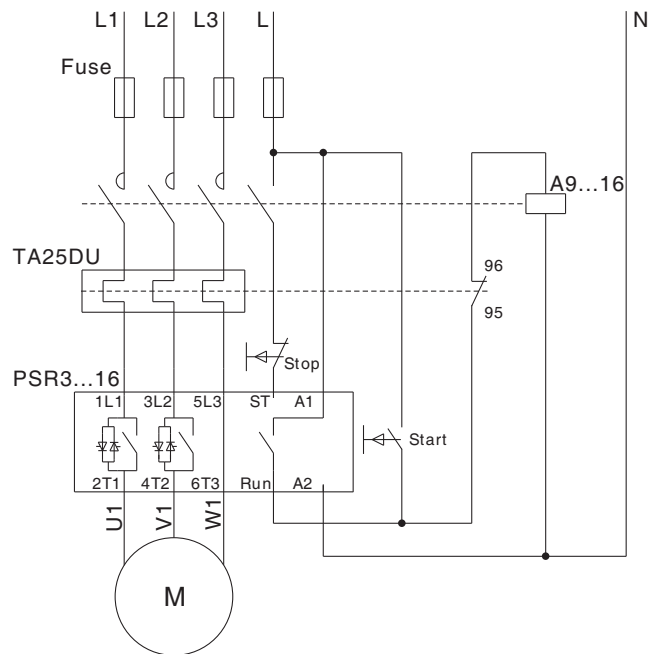 L1 L2 L3 L N
Fuse
A9...16
TA25DU
96
95
Stop
PSR3...16
1L1 3L2 5L3 ST A1
Start
2T1 4T2 6T3 Run A2
U1 V1 W1
M